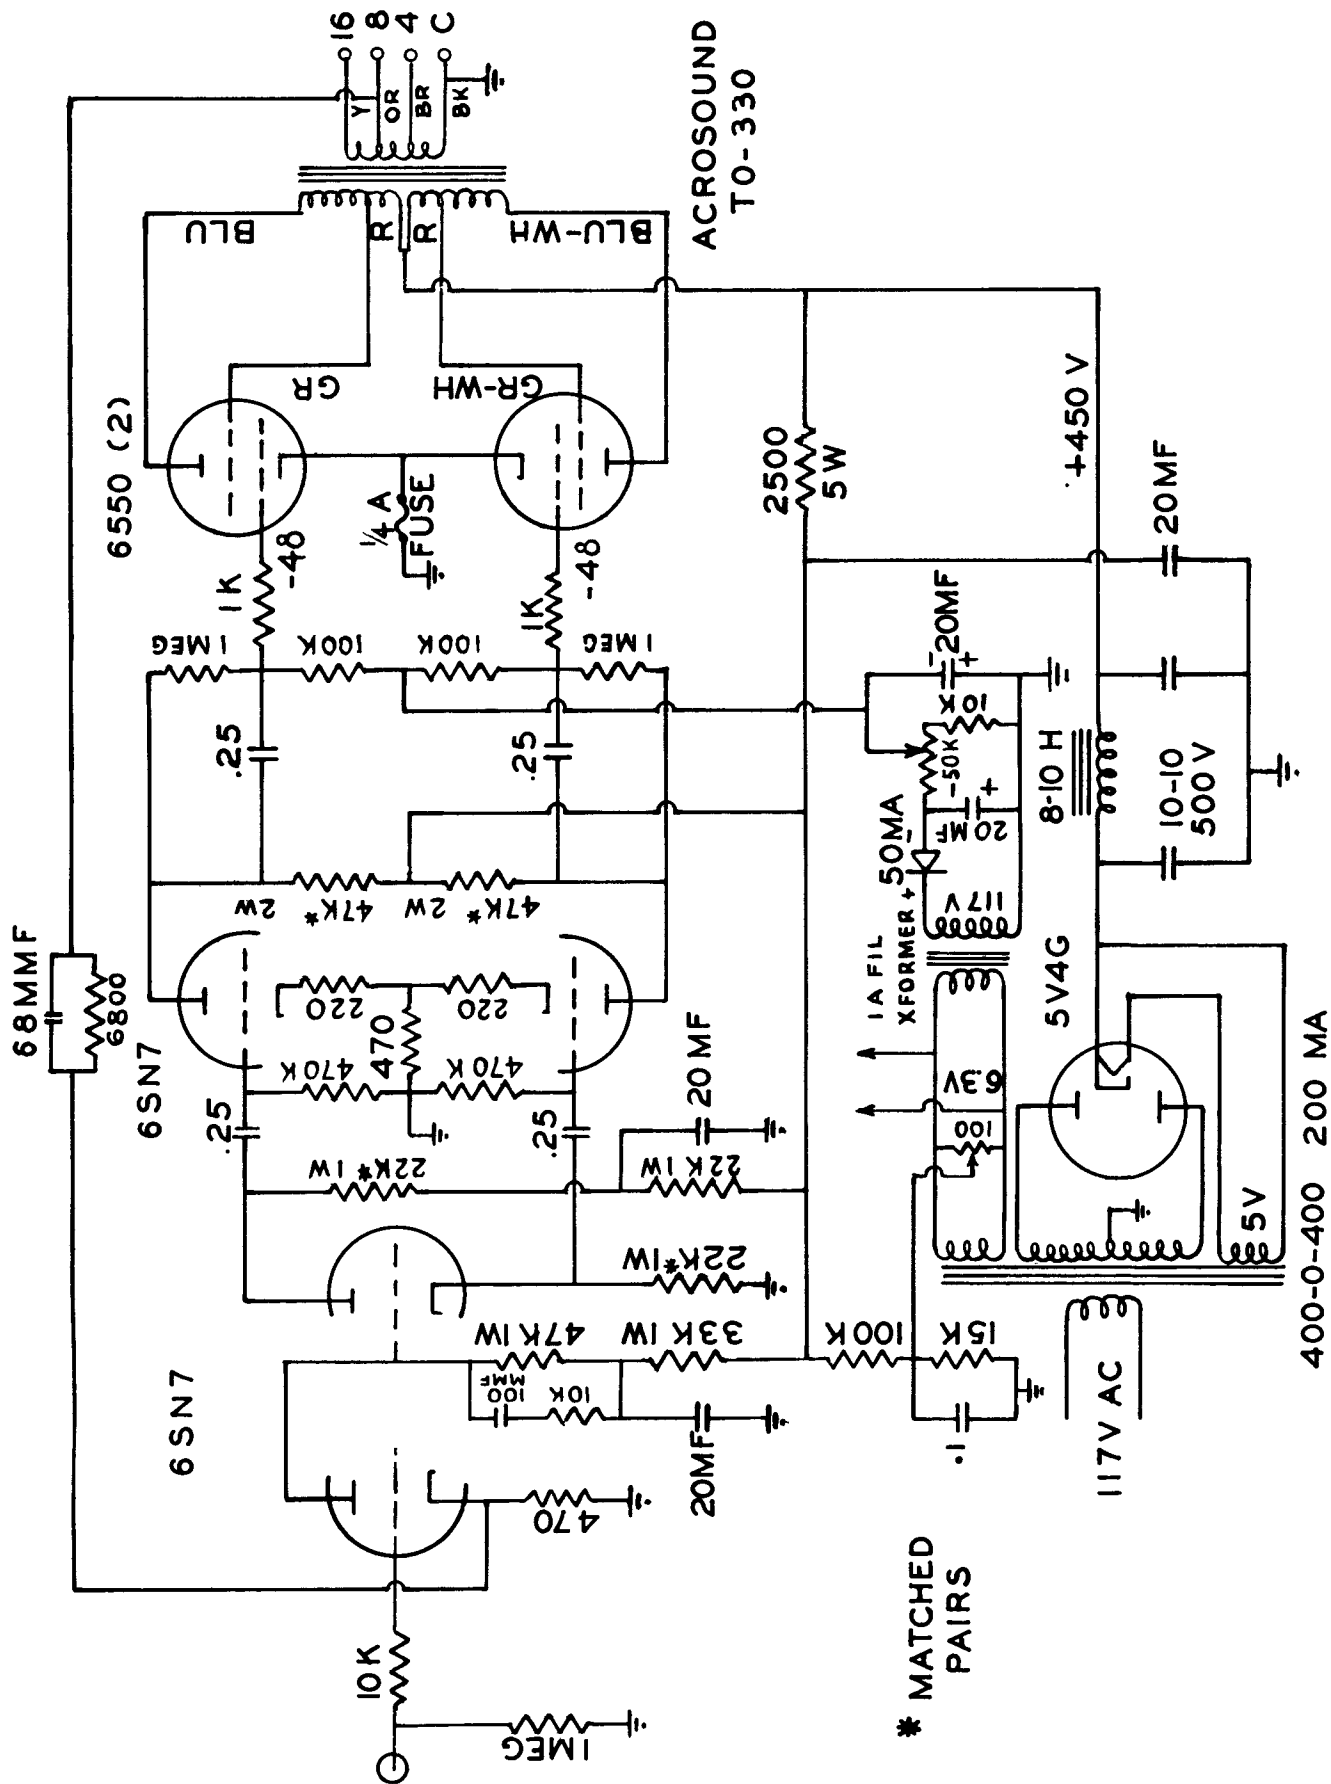 16
8
4
C
Y
OR
BR
BK
ACROSOUND
TO-330
BLU
R
R
BLU-WH
6550 (2)
GR
GR-WH
1K
-48
1/4 A
FUSE
1K
-48
1 MEG
100K
100K
1 MEG
.25
.25
2500
5W
+450 V
20MF
68MMF
6800
2W
47K*
2W
47K*
6SN7
220
220
470
470K
470K
.25
.25
20MF
22K* 1W
22K 1W
22K*1W
6SN7
47K 1W
100
MMF
10K
33K 1W
20MF
470
10K
1MEG
100K
15K
.1
-
20MF
+
10K
-50K
50MA
-
20MF
+
117V
+
1A FIL
XFORMER
6.3V
100
8-10 H
10-10
500V
5V4G
5V
117V AC
400-0-400 200 MA
* MATCHED
PAIRS